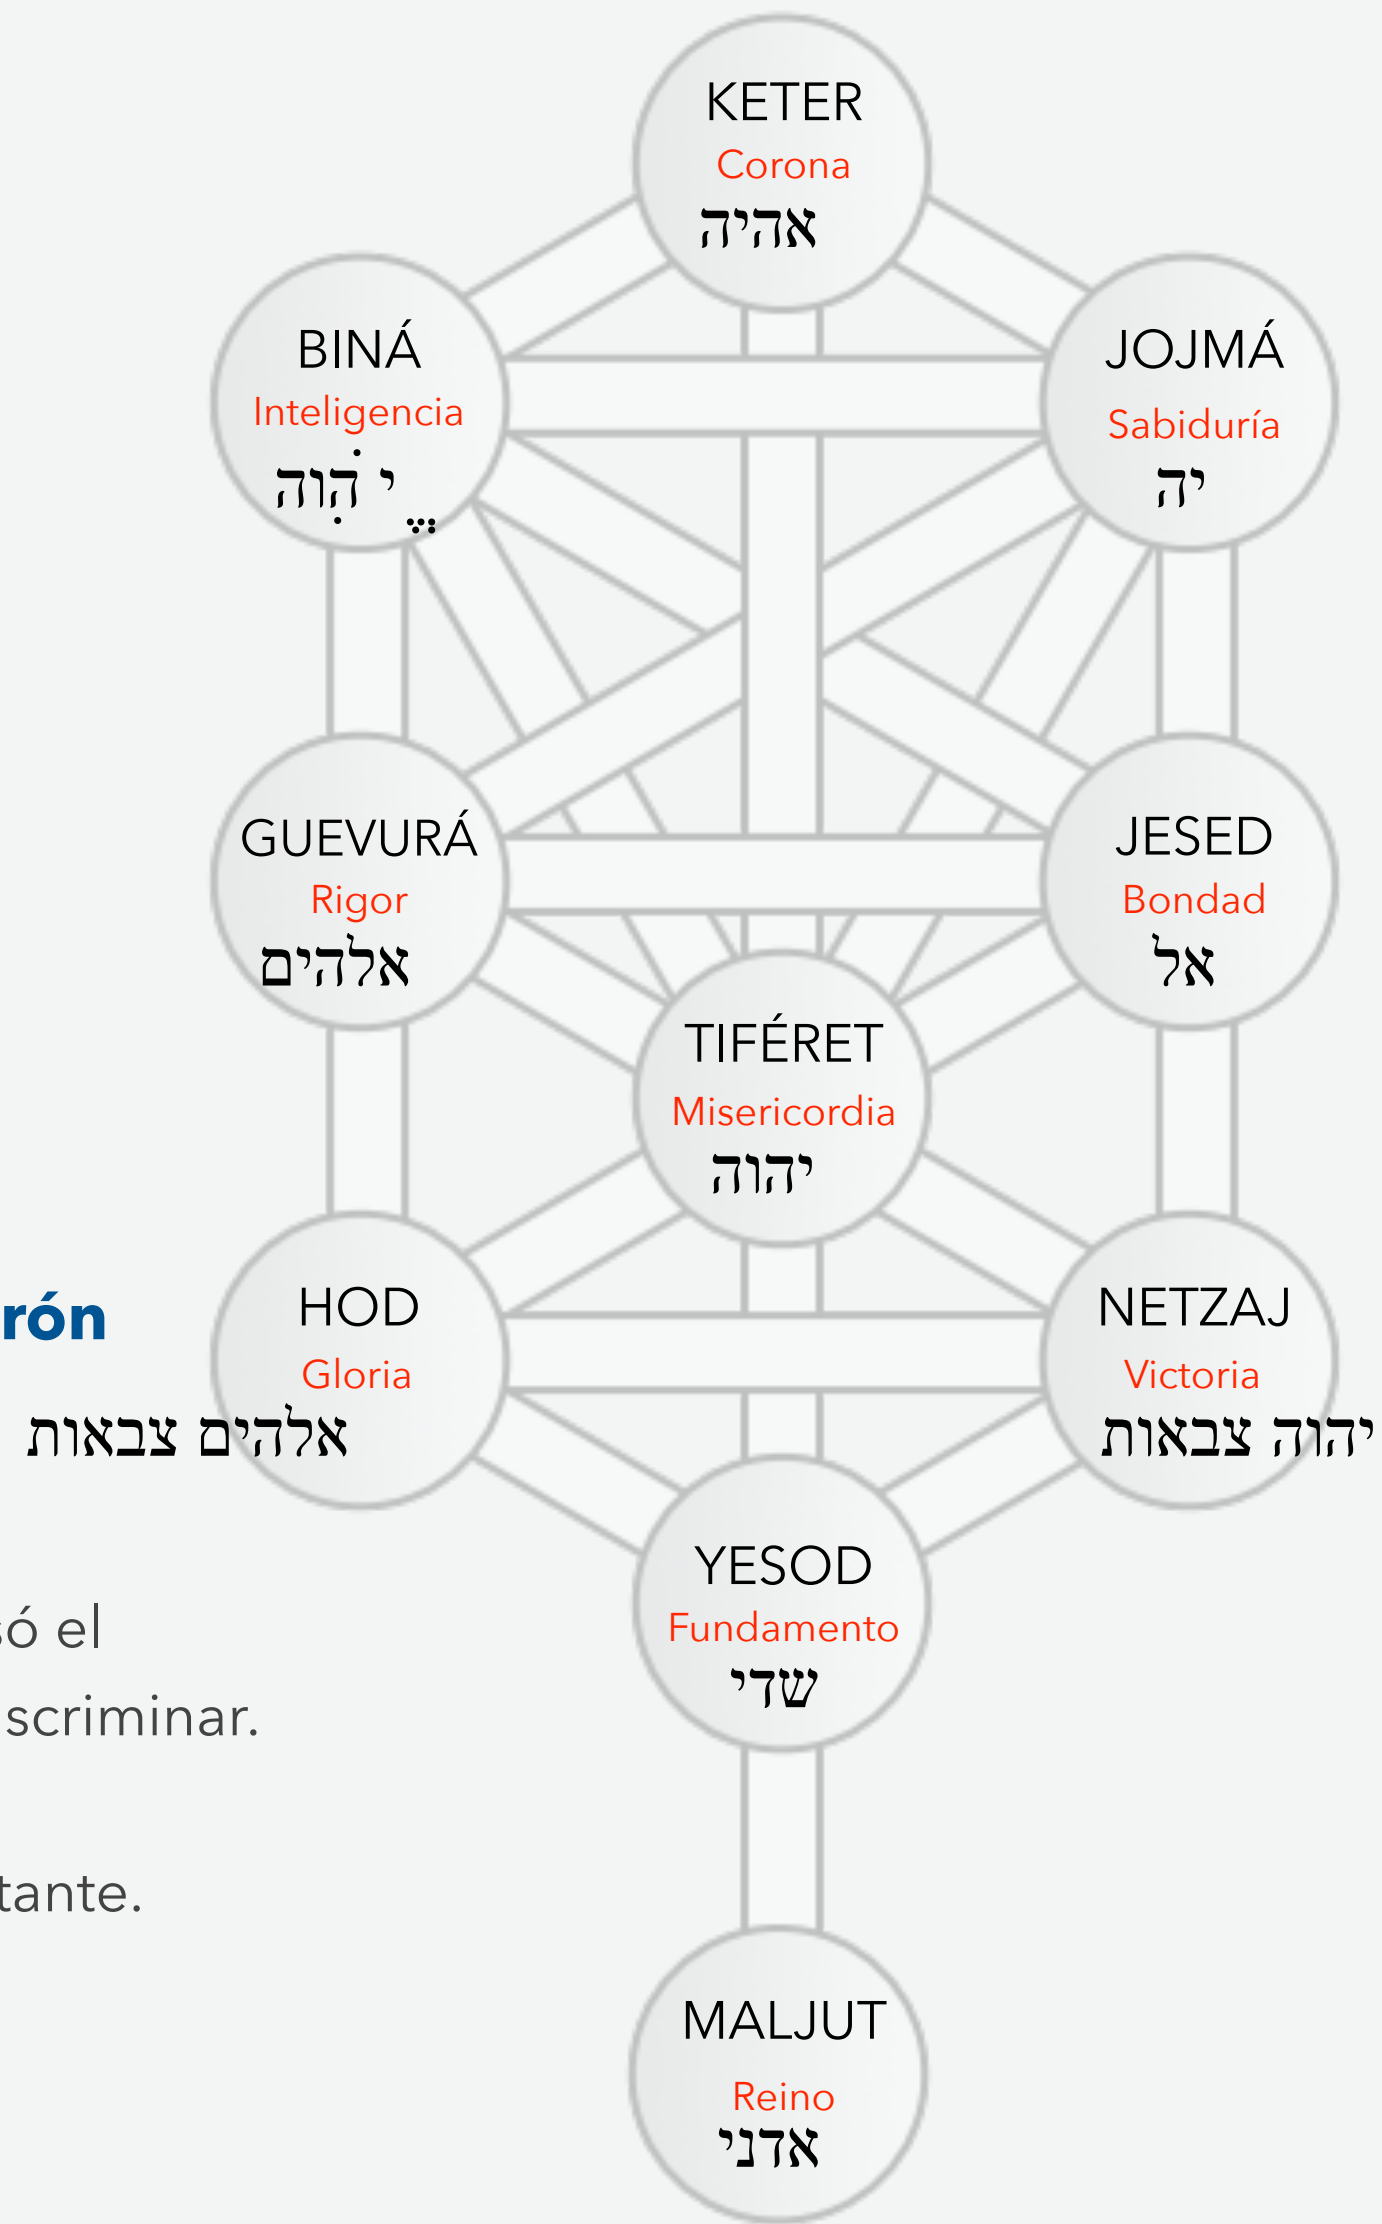 KETER
Corona
אהיה
BINÁ
Inteligencia
יֱהֹוִה
JOJMÁ
Sabiduría
יה
GUEVURÁ
Rigor
אלהים
JESED
Bondad
אל
TIFÉRET
Misericordia
יהוה
rón
HOD
Gloria
אלהים צבאות
NETZAJ
Victoria
יהוה צבאות
YESOD
Fundamento
שדי
só el
scriminar.
tante.
MALJUT
Reino
אדני